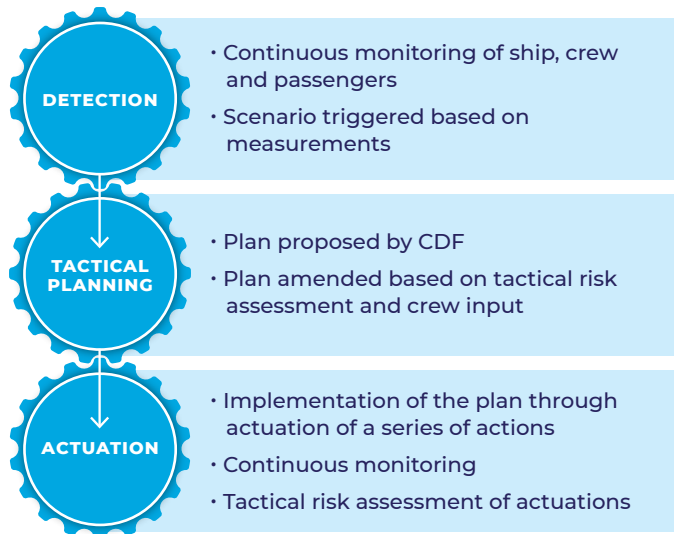 DETECTION
· Continuous monitoring of ship, crew
and passengers
· Scenario triggered based on
measurements
TACTICAL
PLANNING
· Plan proposed by CDF
· Plan amended based on tactical risk
assessment and crew input
ACTUATION
· Implementation of the plan through
actuation of a series of actions
· Continuous monitoring
· Tactical risk assessment of actuations